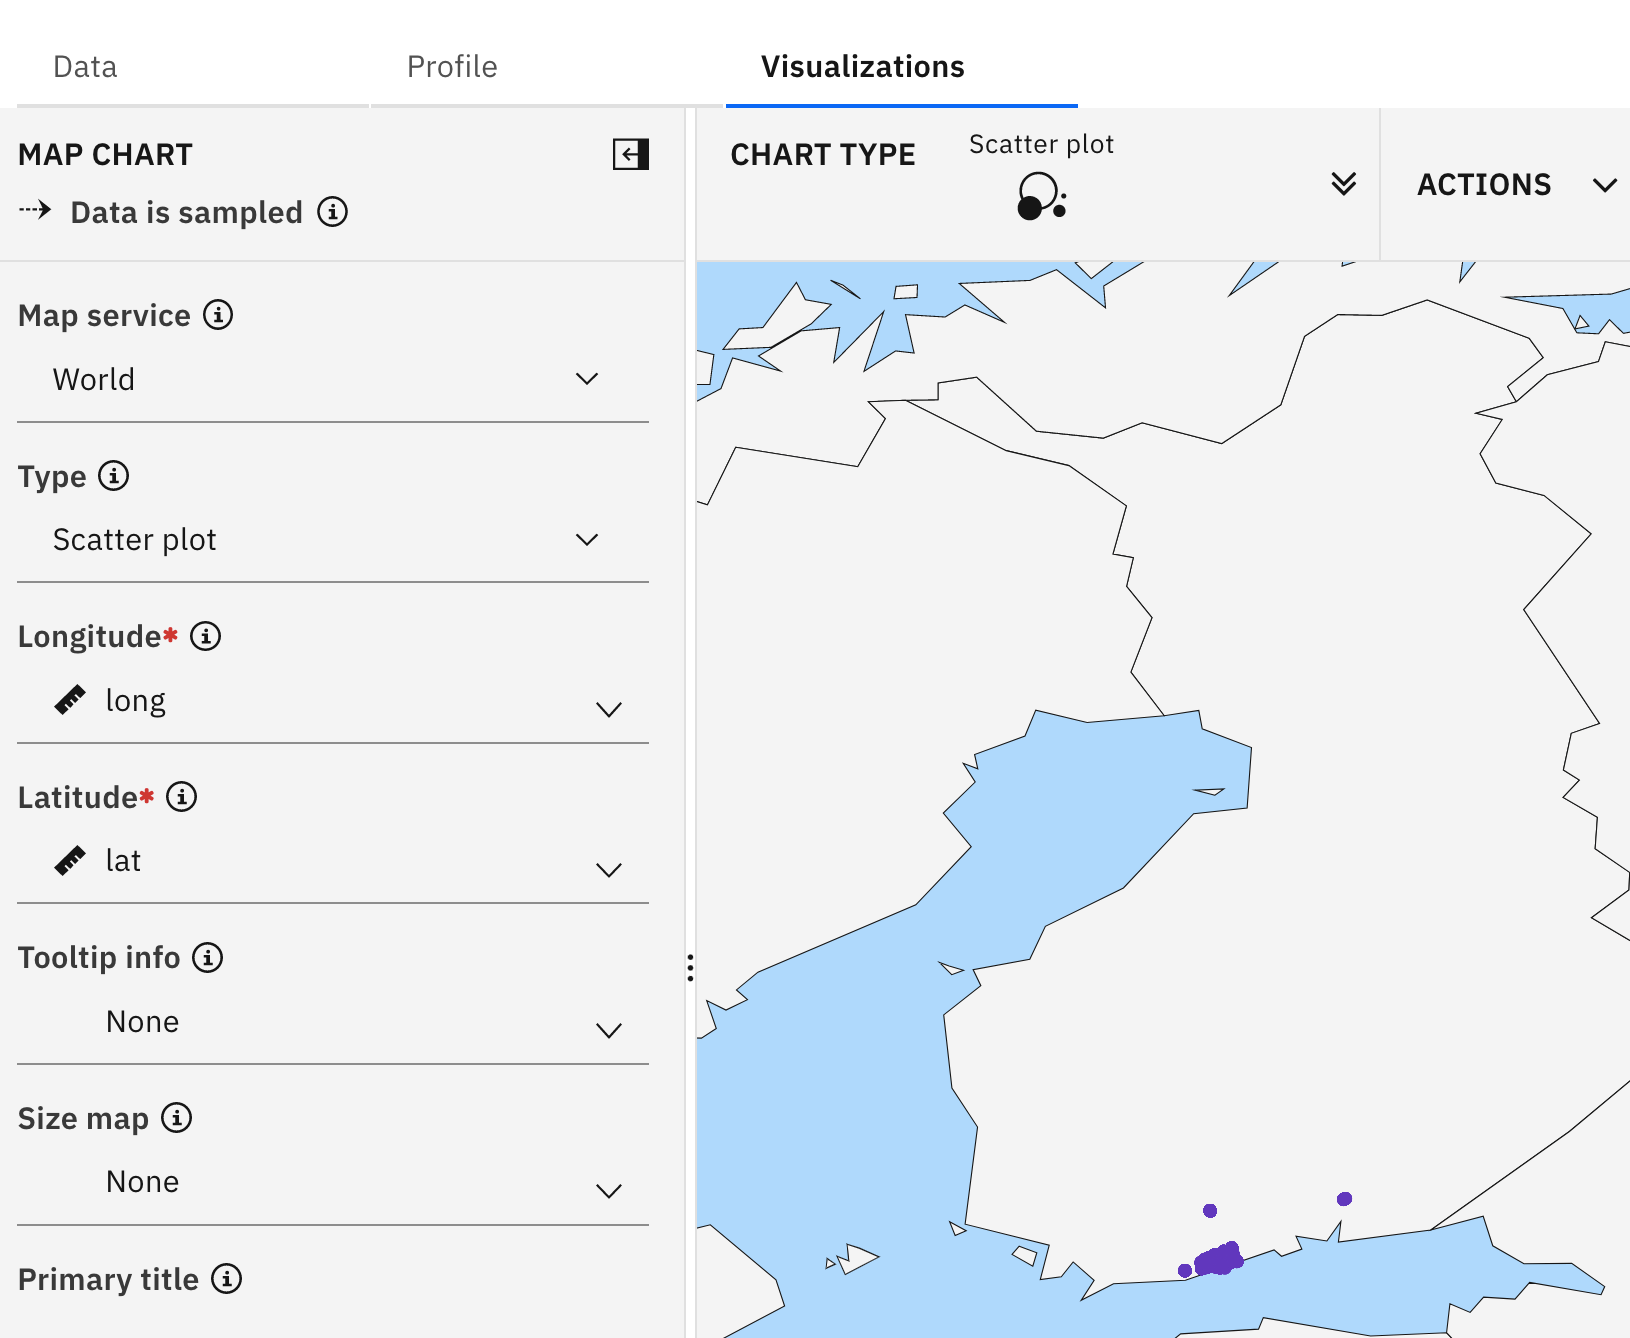 Data
Profile
Visualizations
MAP CHART
Data is sampled
CHART TYPE
Scatter plot
ACTIONS
Map service
World
Type
Scatter plot
Longitude*
long
Latitude*
lat
Tooltip info
None
Size map
None
Primary title